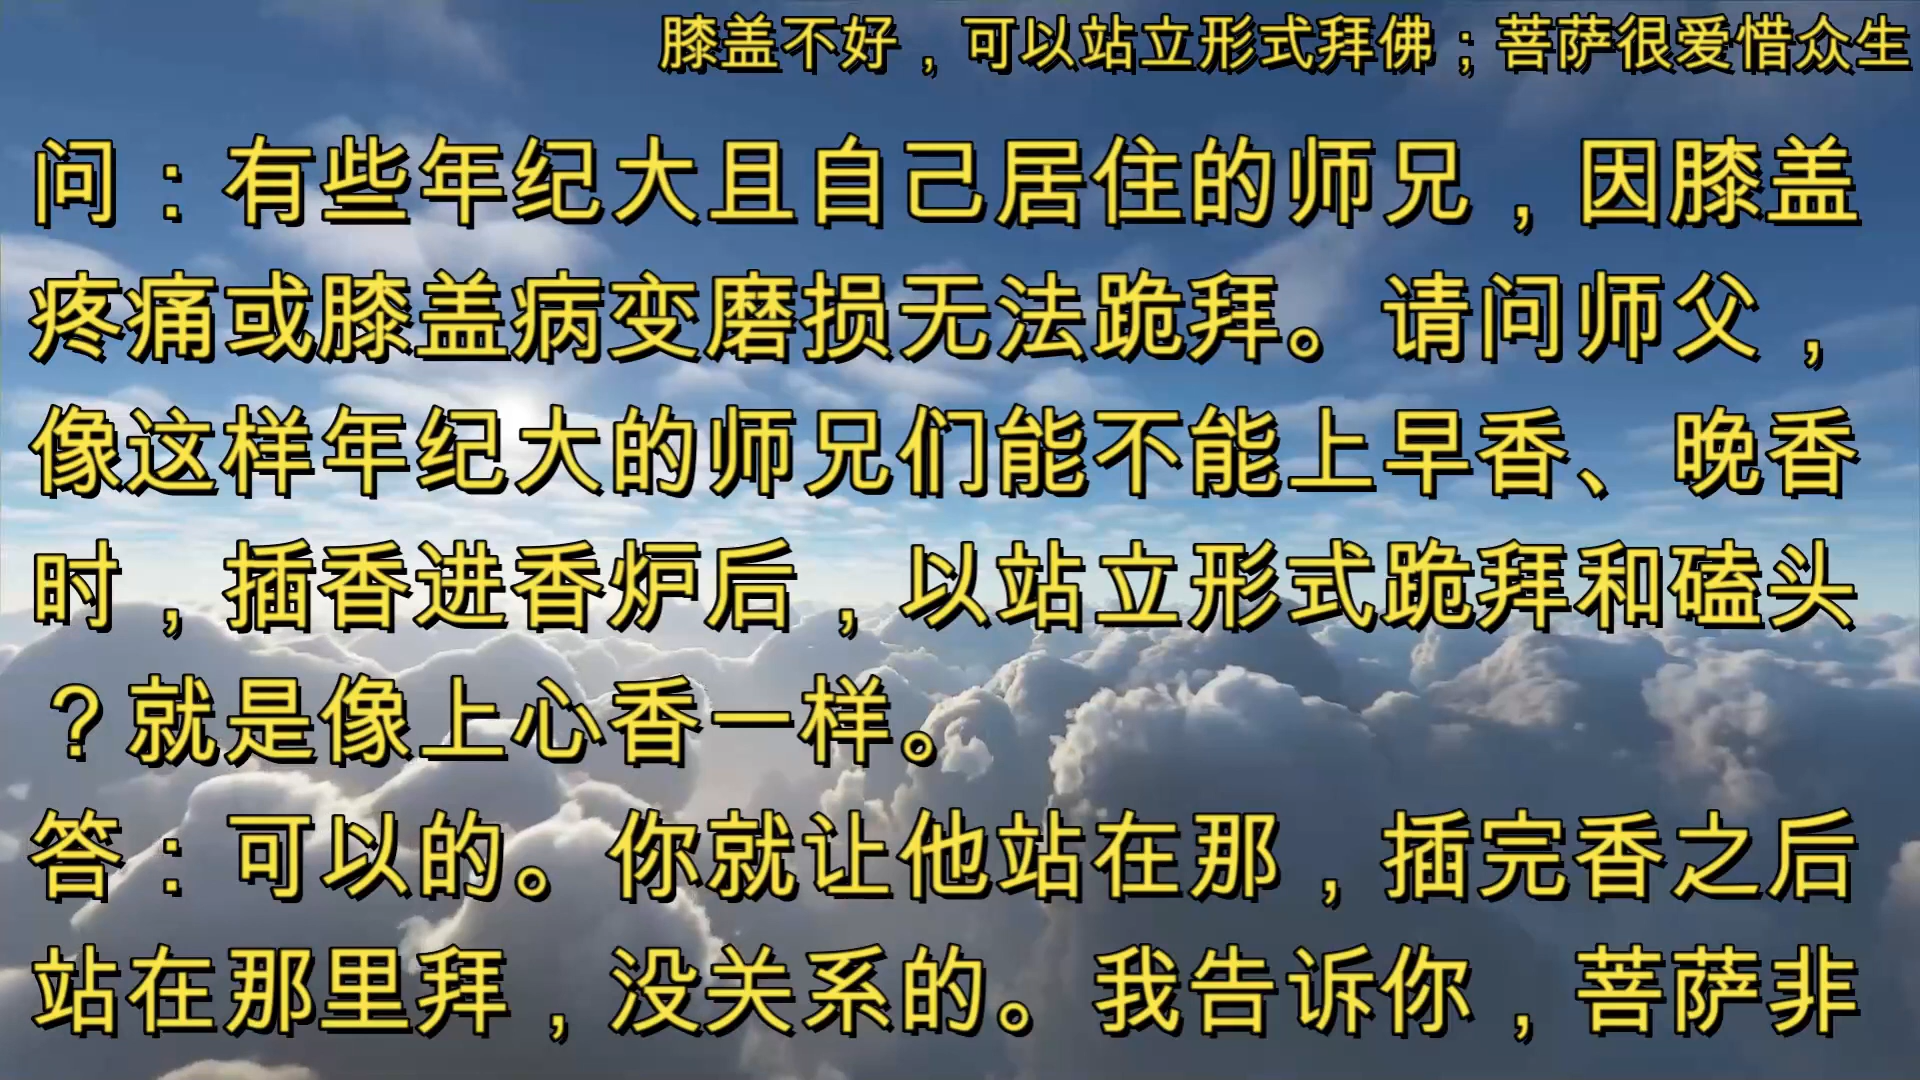 膝盖不好，可以站立形式拜佛；菩萨很爱惜众生
问：有些年纪大且自己居住的师兄，因膝盖
疼痛或膝盖病变磨损无法跪拜。请问师父，
像这样年纪大的师兄们能不能上早香、晚香
时，插香进香炉后，以站立形式跪拜和磕头
？就是像上心香一样。
答：可以的。你就让他站在那，插完香之后
站在那里拜，没关系的。我告诉你，菩萨非